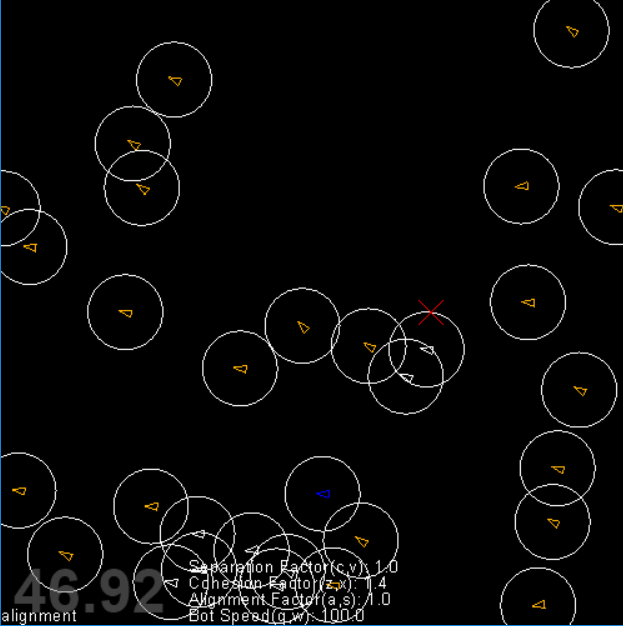 Separation Factor(c,v): 1.0
Cohesion Factor(z,x): 1.4
Alignment Factor(a,s): 1.0
Bot Speed(q,w): 100.0
46.92
alignment